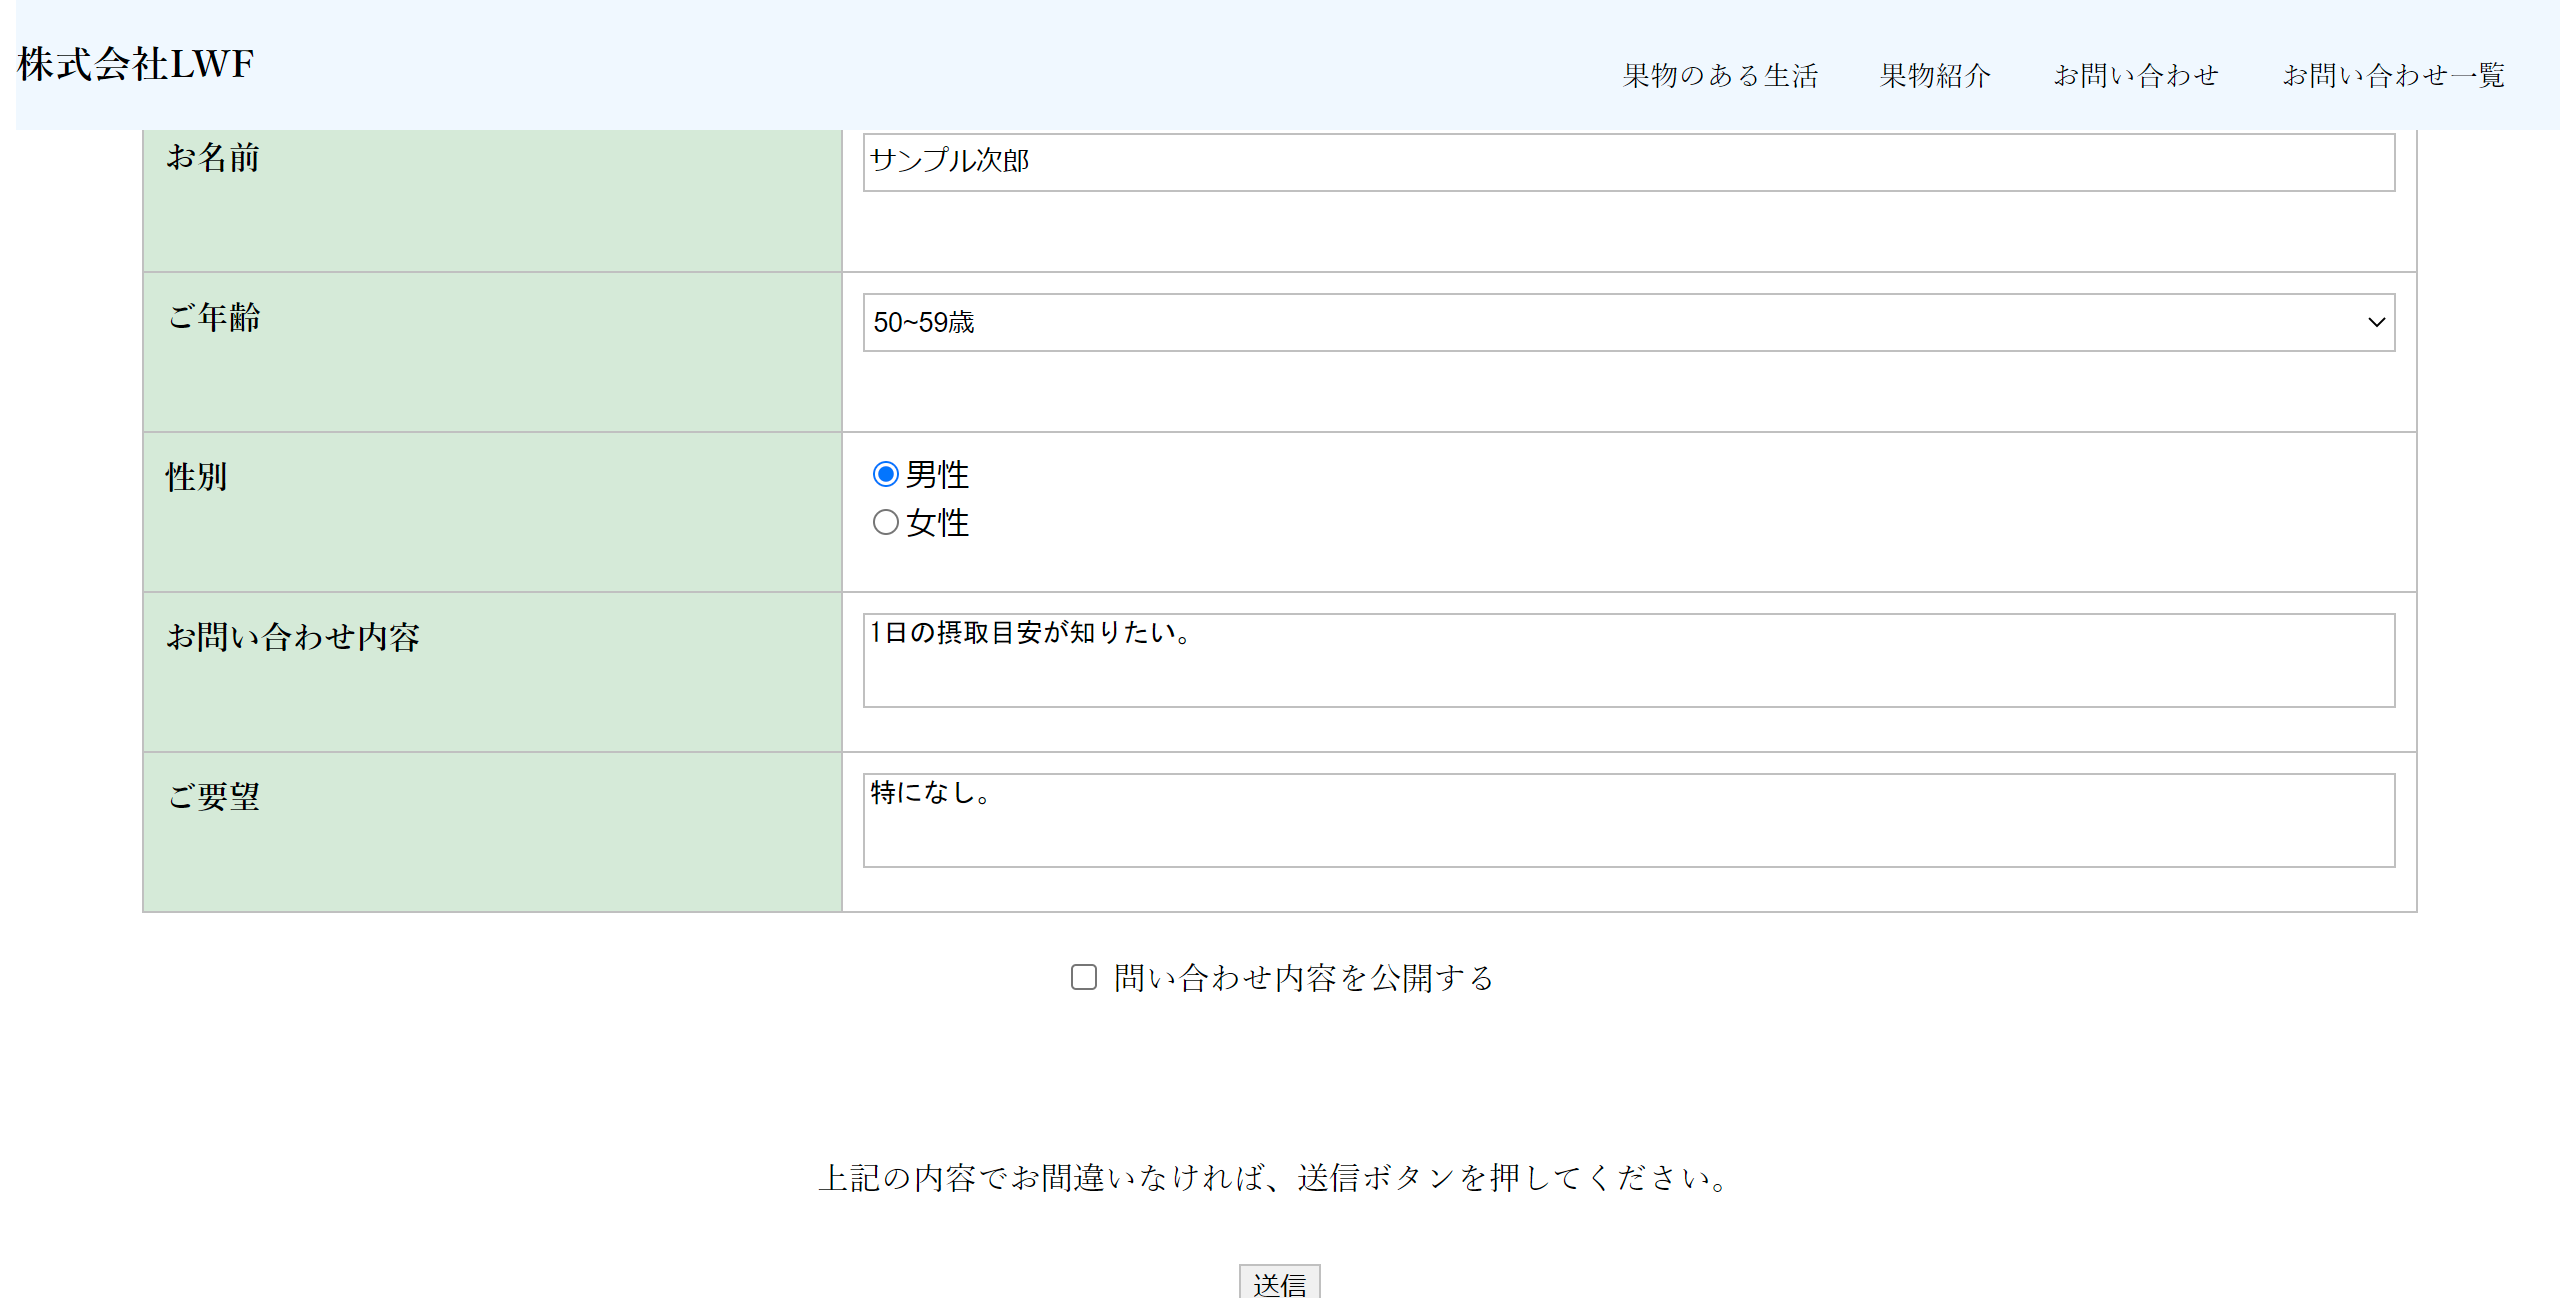 株式会社LWF
果物のある生活 果物紹介 お問い合わせ お問い合わせ一覧
お名前 サンプル次郎
ご年齢 50~59歳
性別 男性
女性
お問い合わせ内容 1日の摂取目安が知りたい。
ご要望 特になし。
問い合わせ内容を公開する
上記の内容でお間違いなければ、送信ボタンを押してください。
送信